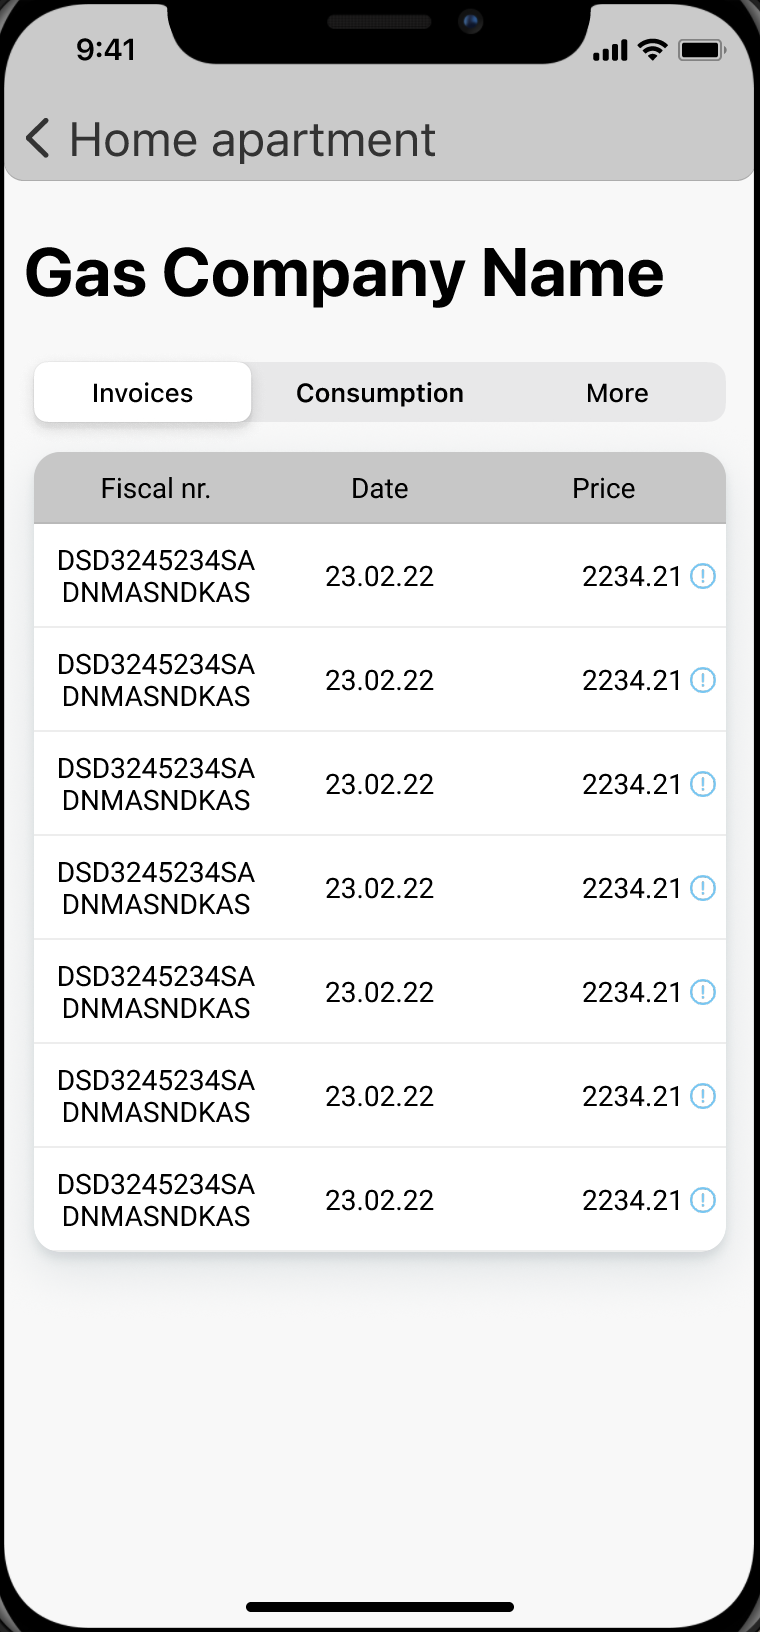 9:41
Home apartment
Gas Company Name
Invoices Consumption More
Fiscal nr. Date Price
DSD3245234SA
DNMASNDKAS 23.02.22 2234.21
DSD3245234SA
DNMASNDKAS 23.02.22 2234.21
DSD3245234SA
DNMASNDKAS 23.02.22 2234.21
DSD3245234SA
DNMASNDKAS 23.02.22 2234.21
DSD3245234SA
DNMASNDKAS 23.02.22 2234.21
DSD3245234SA
DNMASNDKAS 23.02.22 2234.21
DSD3245234SA
DNMASNDKAS 23.02.22 2234.21